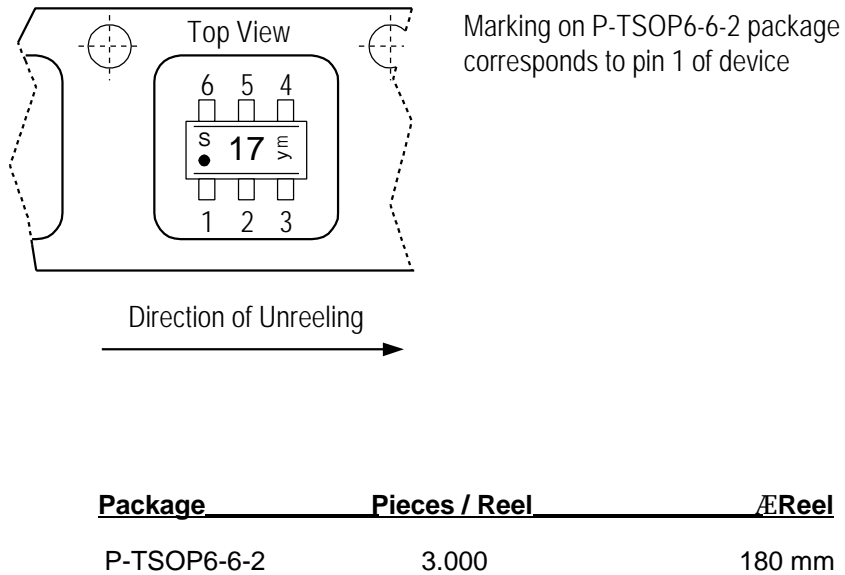 Top View
Marking on P-TSOP6-6-2 package
corresponds to pin 1 of device
6 5 4
s 17 ym
1 2 3
Direction of Unreeling
Package Pieces / Reel ÆReel
P-TSOP6-6-2 3.000 180 mm